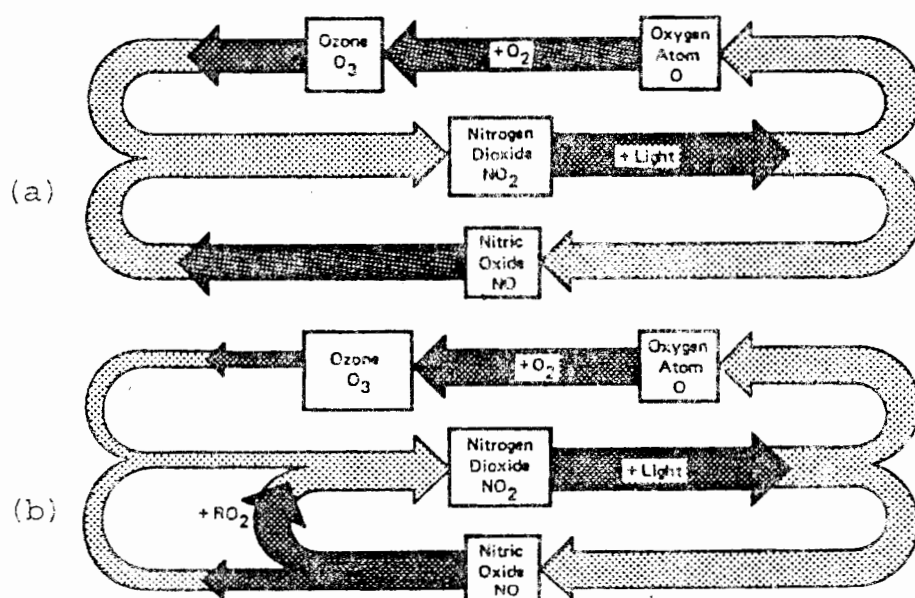 (a)
Ozone
O3
+ O2
Oxygen
Atom
O
Nitrogen
Dioxide
NO2
+ Light
Nitric
Oxide
NO
(b)
Ozone
O3
+ O2
Oxygen
Atom
O
Nitrogen
Dioxide
NO2
+ Light
+ RO2
Nitric
Oxide
NO